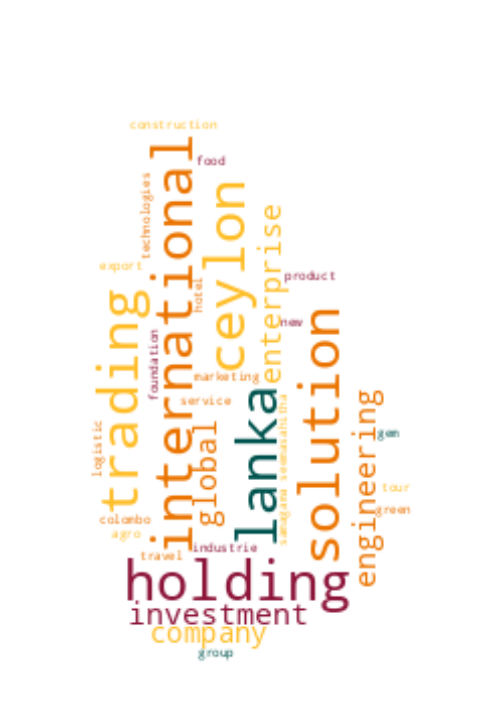 construction
international
food
technologies
ceylon
enterprise
export
product
hotel
trading
new
solution
foundation
marketing
lanka
engineering
service
samagama seemasahitha
global
logistic
gem
tour
green
colombo
agro
industrie
travel
holding
investment
company
group